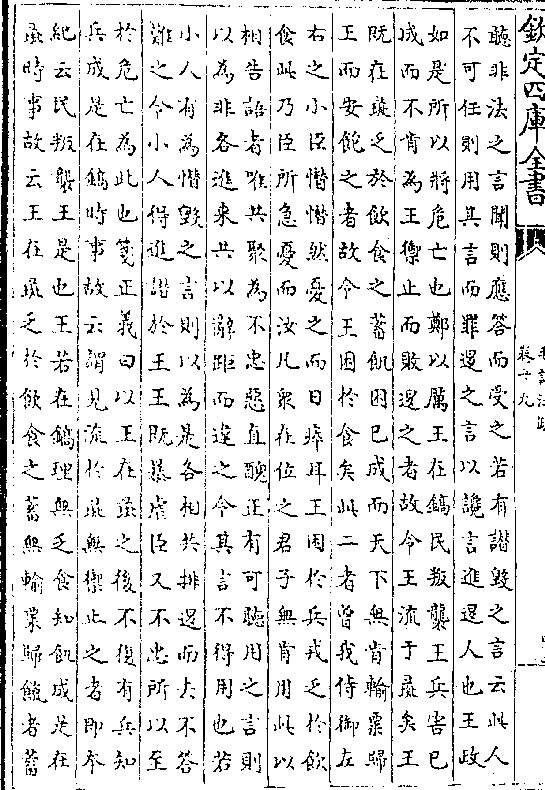 欽定四庫全書
毛詩注疏
卷十九
聽非法之言聞則應答而受之若有譖毀之言云此人
不可任則用其言而罪退之言以讒言進退人也王政
如是所以將危亡也鄭以厲王在鎬民叛襲王兵害已
成而不肯為王禦止而敗退之者故令王流于彘矣王
既在彘乏於飲食之蓄飢困已成而天下無肯輸粟歸
王而安飽之者故令王困於食矣此二者曾我侍御左
右之小臣憯憯然憂之而日瘁耳王困於兵戎乏於飲
食此乃臣所急憂而汝凡衆在位之君子無肯用此以
相告語者唯共聚為不忠惡直醜正有可聽用之言則
以為非各進來共以辭距而違之令其言不得用也若
小人有為憯毀之言則以為是各相共排退而去不答
難之令小人得進譖於王王既暴虐臣又不忠所以至
於危亡為此也箋正義曰以王在彘之後不復有兵知
兵成是在鎬時事故云謂見流於彘無禦止之者即本
紀云民叛襲王是也王若在鎬理無乏食知飢成是在
彘時事故云王在彘乏於飲食之蓄無輸粟歸餼者蓄